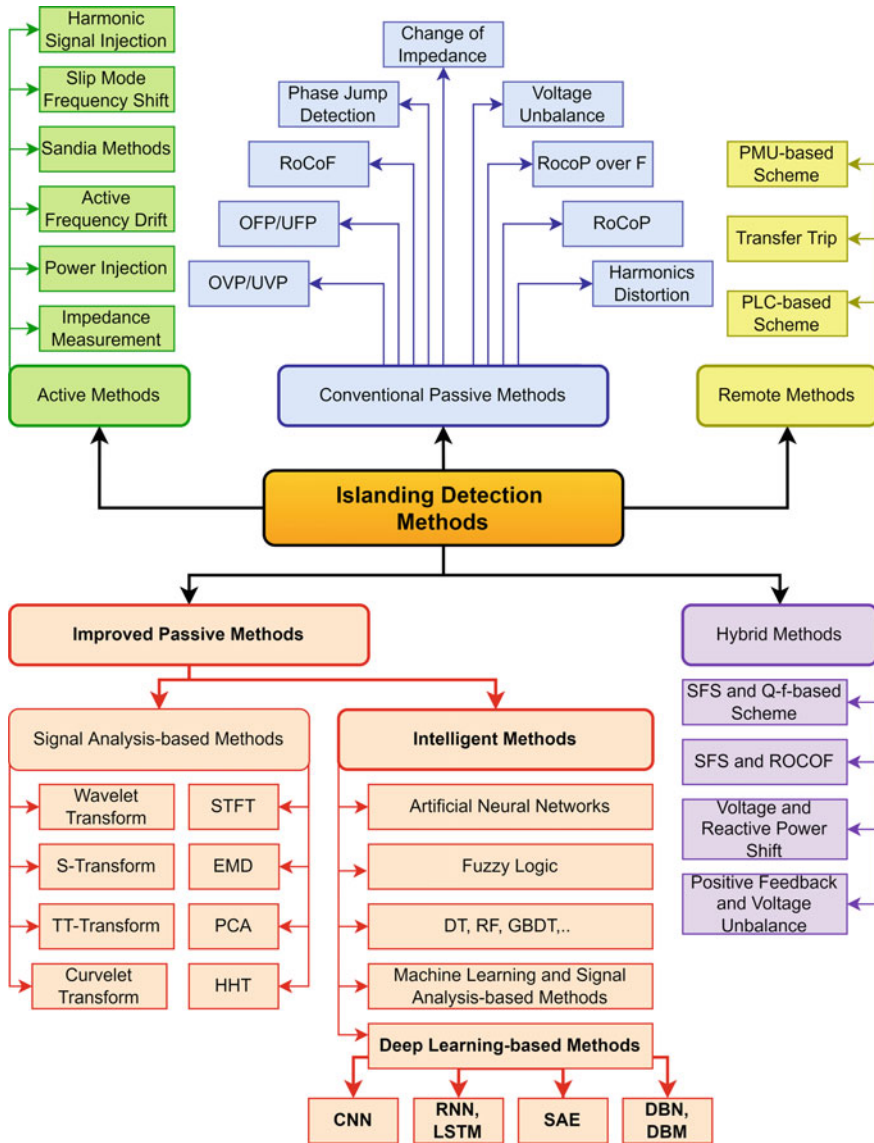 Harmonic
Signal Injection
Slip Mode
Frequency Shift
Sandia Methods
Active
Frequency Drift
Power Injection
Impedance
Measurement
Active Methods
Change of
Impedance
Phase Jump
Detection
Voltage
Unbalance
RoCoF
RocoP over F
OFP/UFP
RoCoP
OVP/UVP
Harmonics
Distortion
Conventional Passive Methods
PMU-based
Scheme
Transfer Trip
PLC-based
Scheme
Remote Methods
Islanding Detection
Methods
Improved Passive Methods
Signal Analysis-based Methods
Wavelet
Transform
STFT
S-Transform
EMD
TT-Transform
PCA
Curvelet
Transform
HHT
Intelligent Methods
Artificial Neural Networks
Fuzzy Logic
DT, RF, GBDT,..
Machine Learning and Signal
Analysis-based Methods
Deep Learning-based Methods
CNN
RNN,
LSTM
SAE
DBN,
DBM
Hybrid Methods
SFS and Q-f-based
Scheme
SFS and ROCOF
Voltage and
Reactive Power
Shift
Positive Feedback
and Voltage
Unbalance